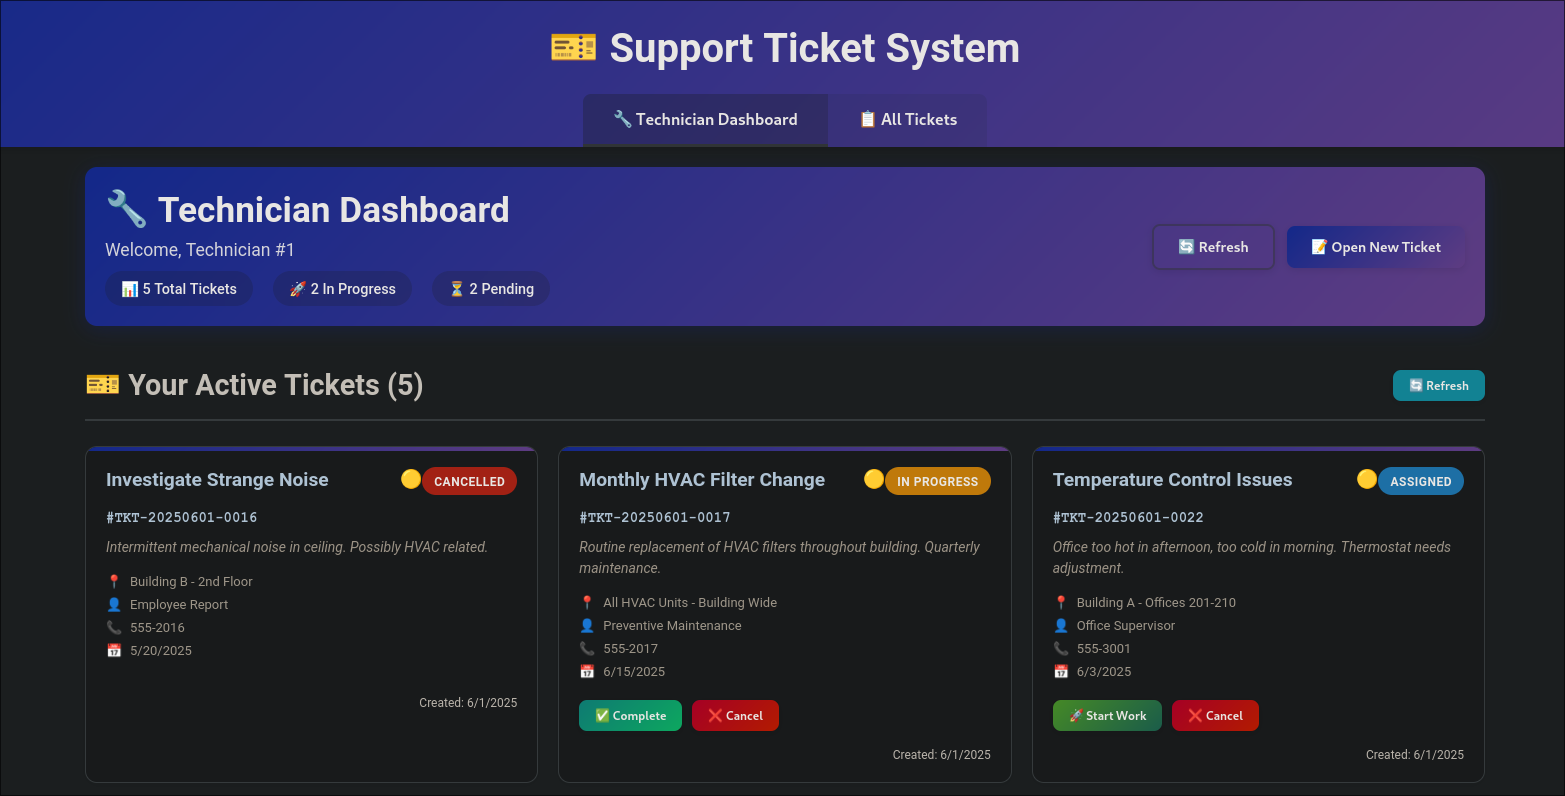 🎫 Support Ticket System
🔧 Technician Dashboard
📋 All Tickets
🔧 Technician Dashboard
Welcome, Technician #1
📊 5 Total Tickets
🚀 2 In Progress
⏳ 2 Pending
🔄 Refresh
📝 Open New Ticket
🎫 Your Active Tickets (5)
🔄 Refresh
Investigate Strange Noise
CANCELLED
#TKT-20250601-0016
Intermittent mechanical noise in ceiling. Possibly HVAC related.
📍 Building B - 2nd Floor
👤 Employee Report
📞 555-2016
📅 5/20/2025
Created: 6/1/2025
Monthly HVAC Filter Change
IN PROGRESS
#TKT-20250601-0017
Routine replacement of HVAC filters throughout building. Quarterly
maintenance.
📍 All HVAC Units - Building Wide
👤 Preventive Maintenance
📞 555-2017
📅 6/15/2025
✅ Complete
❌ Cancel
Created: 6/1/2025
Temperature Control Issues
ASSIGNED
#TKT-20250601-0022
Office too hot in afternoon, too cold in morning. Thermostat needs
adjustment.
📍 Building A - Offices 201-210
👤 Office Supervisor
📞 555-3001
📅 6/3/2025
🚀 Start Work
❌ Cancel
Created: 6/1/2025